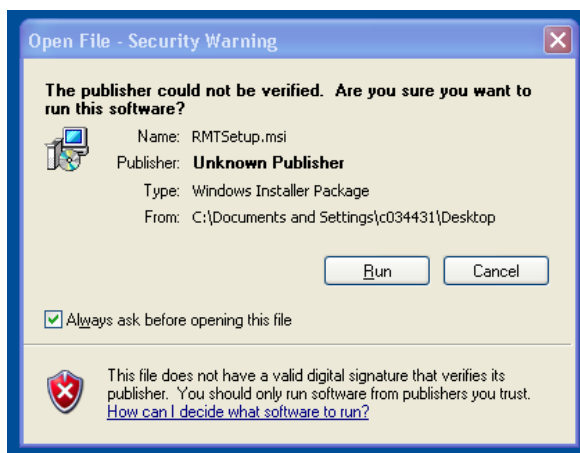 Open File - Security Warning
The publisher could not be verified.  Are you sure you want to
run this software?
Name: RMTSetup.msi
Publisher: Unknown Publisher
Type: Windows Installer Package
From: C:\Documents and Settings\c034431\Desktop
Run Cancel
Always ask before opening this file
This file does not have a valid digital signature that verifies its
publisher.  You should only run software from publishers you trust.
How can I decide what software to run?